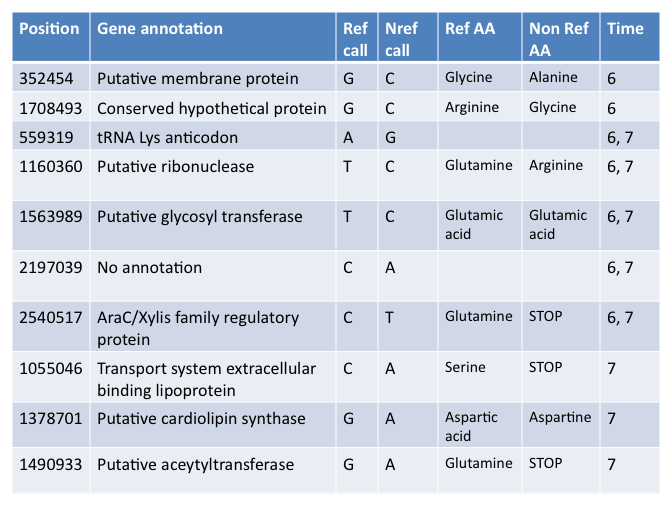 Position Gene annotation Ref call Nref call Ref AA Non Ref AA Time
352454 Putative membrane protein G C Glycine Alanine 6
1708493 Conserved hypothetical protein G C Arginine Glycine 6
559319 tRNA Lys anticodon A G 6, 7
1160360 Putative ribonuclease T C Glutamine Arginine 6, 7
1563989 Putative glycosyl transferase T C Glutamic acid Glutamic acid 6, 7
2197039 No annotation C A 6, 7
2540517 AraC/Xylis family regulatory protein C T Glutamine STOP 6, 7
1055046 Transport system extracellular binding lipoprotein C A Serine STOP 7
1378701 Putative cardiolipin synthase G A Aspartic acid Aspartine 7
1490933 Putative aceytyltransferase G A Glutamine STOP 7